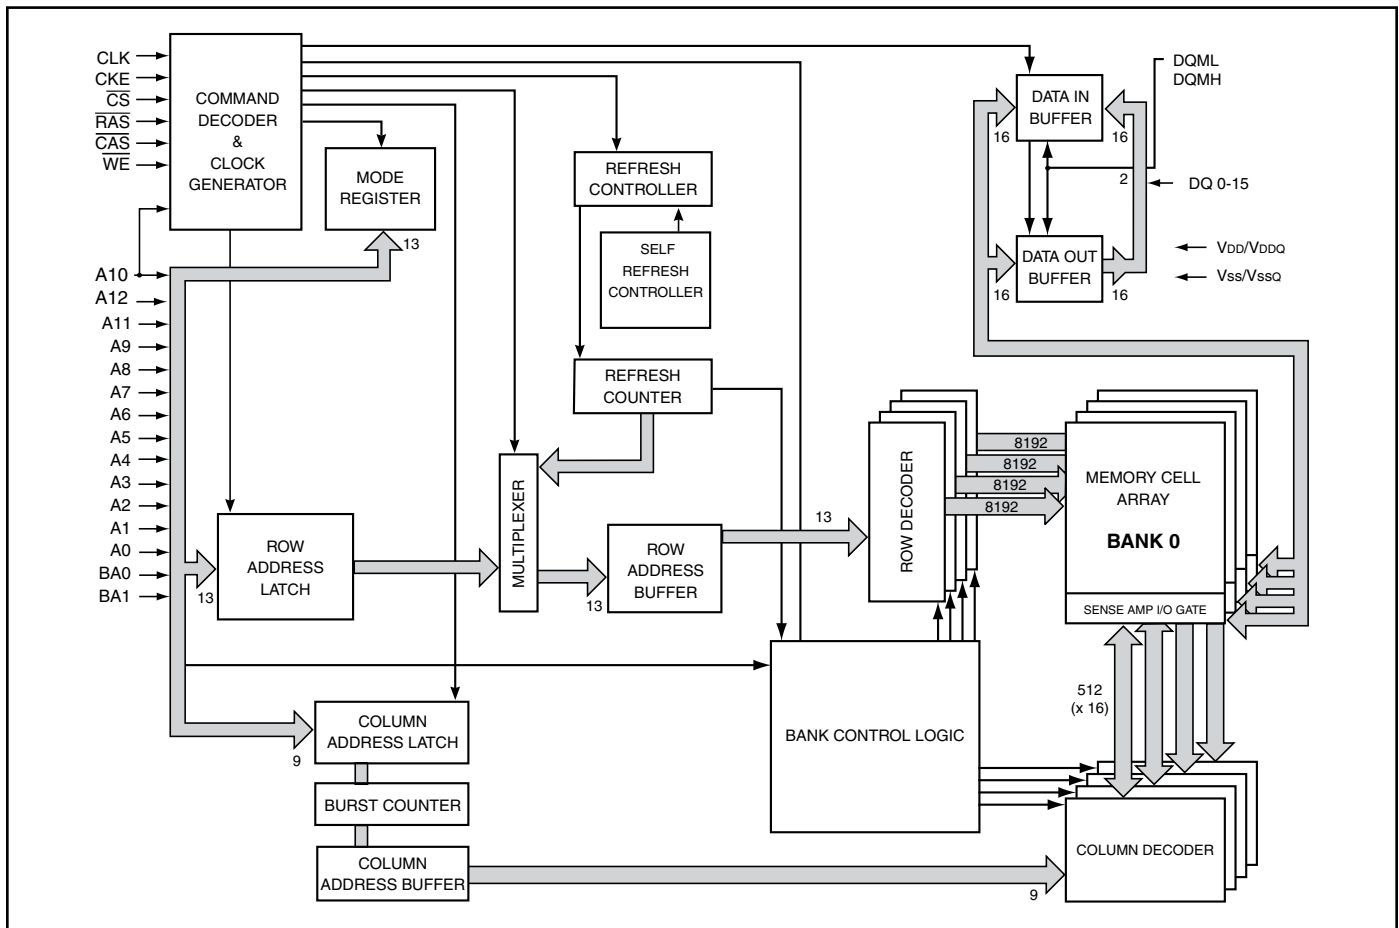 CLK
CKE
CS
RAS
CAS
WE
COMMAND
DECODER
&
CLOCK
GENERATOR
MODE
REGISTER
13
REFRESH
CONTROLLER
SELF
REFRESH
CONTROLLER
REFRESH
COUNTER
DATA IN
BUFFER
16
16
DQML
DQMH
2
DQ 0-15
DATA OUT
BUFFER
16
16
VDD/VDDQ
Vss/VssQ
A10
A12
A11
A9
A8
A7
A6
A5
A4
A3
A2
A1
A0
BA0
BA1
13
ROW
ADDRESS
LATCH
MULTIPLEXER
13
ROW
ADDRESS
BUFFER
13
ROW DECODER
8192
8192
8192
8192
MEMORY CELL
ARRAY
BANK 0
SENSE AMP I/O GATE
512
(x 16)
BANK CONTROL LOGIC
9
COLUMN
ADDRESS LATCH
BURST COUNTER
COLUMN
ADDRESS BUFFER
9
COLUMN DECODER